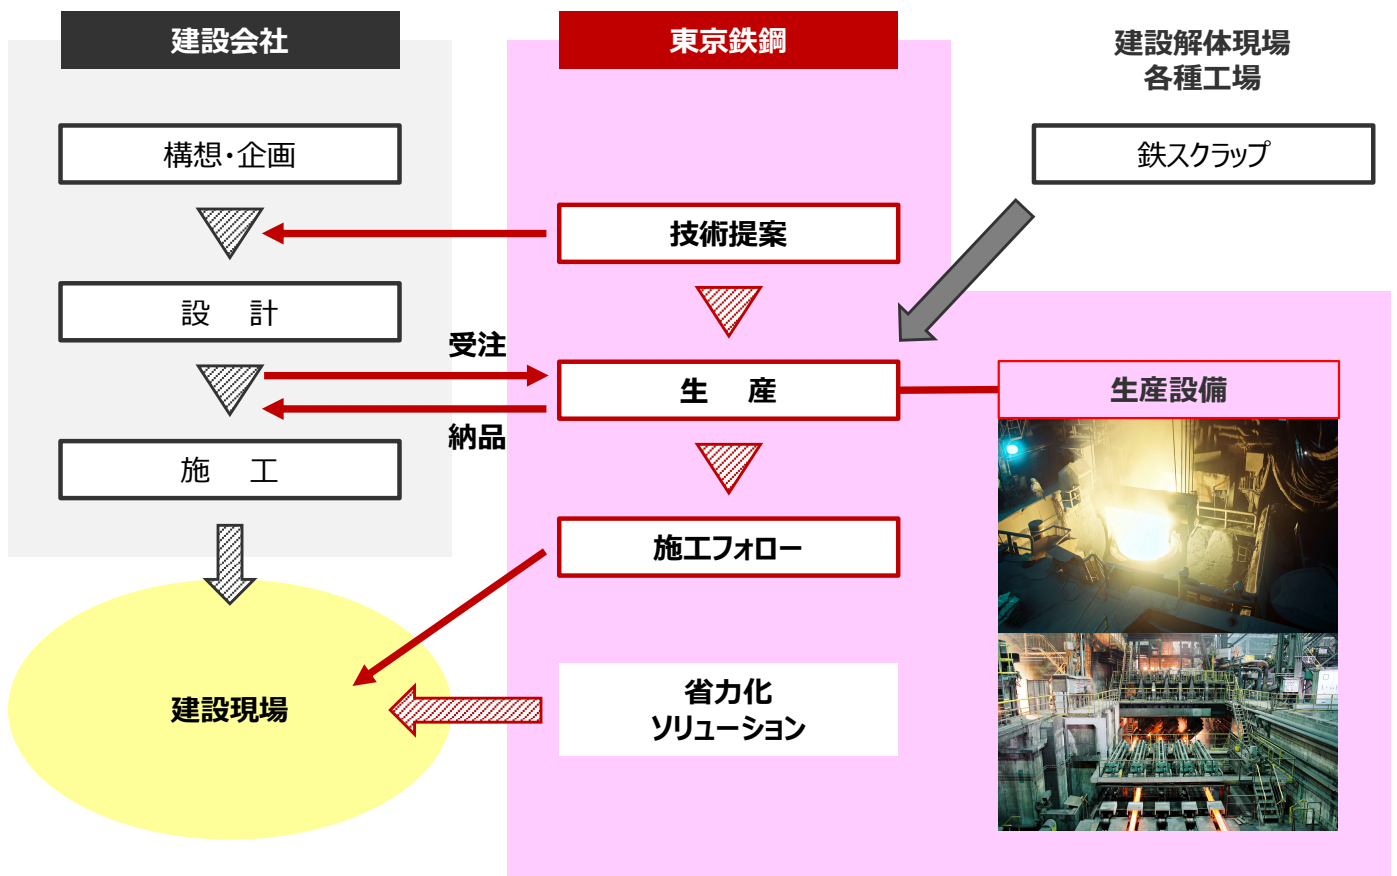 建設会社
東京鉄鋼
建設解体現場
各種工場
構想・企画
鉄スクラップ
技術提案
設　計
受注
生　産
生産設備
納品
施　工
施工フォロー
省力化
ソリューション
建設現場